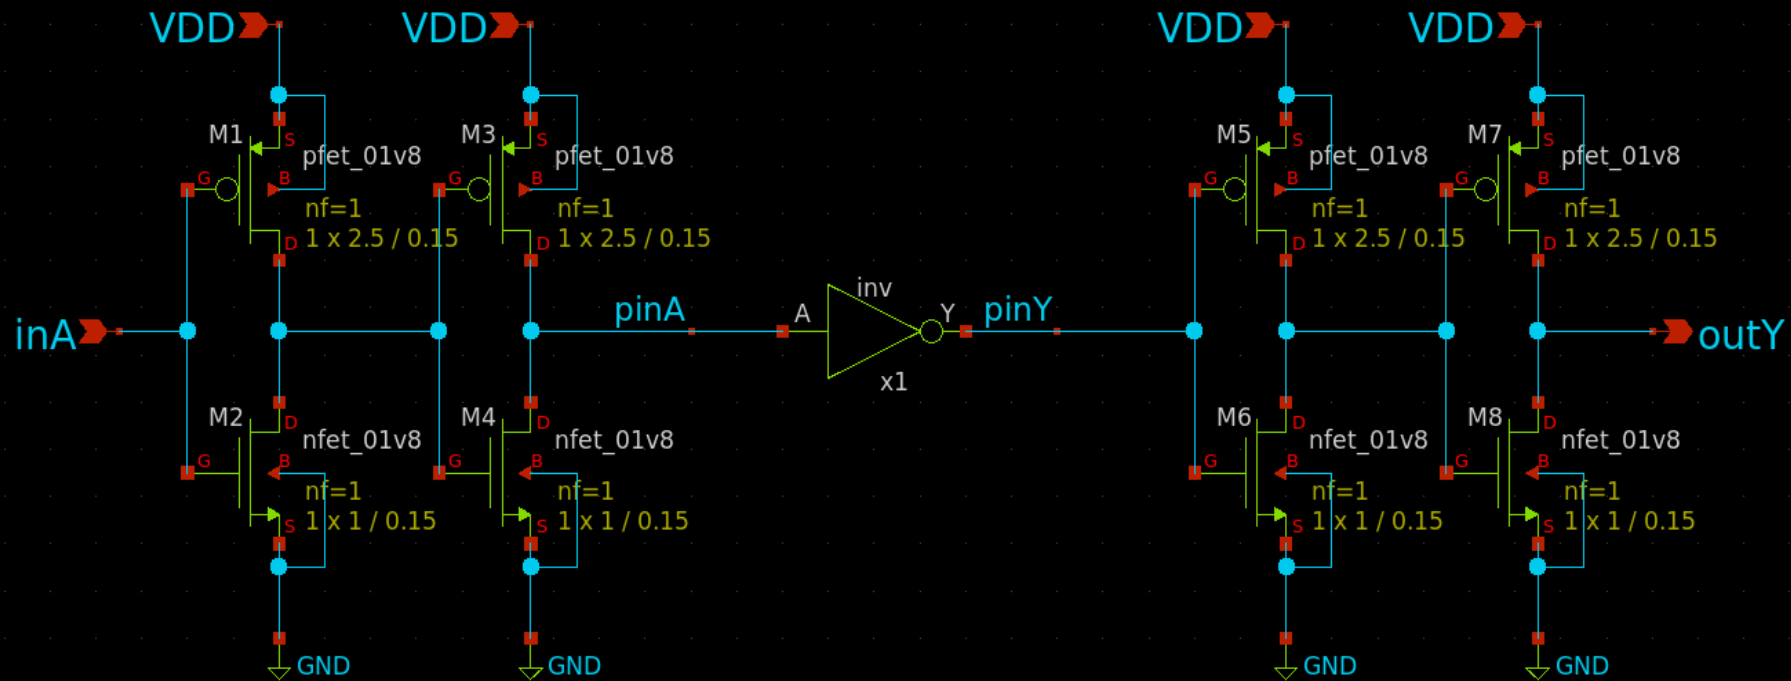 VDD
VDD
VDD
VDD
M1
S
pfet_01v8
G
B
nf=1
1 x 2.5 / 0.15
D
M3
S
pfet_01v8
G
B
nf=1
1 x 2.5 / 0.15
D
M5
S
pfet_01v8
G
B
nf=1
1 x 2.5 / 0.15
D
M7
S
pfet_01v8
G
B
nf=1
1 x 2.5 / 0.15
D
inA
pinA
A
inv
Y
x1
pinY
outY
M2
D
nfet_01v8
G
B
nf=1
1 x 1 / 0.15
S
M4
D
nfet_01v8
G
B
nf=1
1 x 1 / 0.15
S
M6
D
nfet_01v8
G
B
nf=1
1 x 1 / 0.15
S
M8
D
nfet_01v8
G
B
nf=1
1 x 1 / 0.15
S
GND
GND
GND
GND